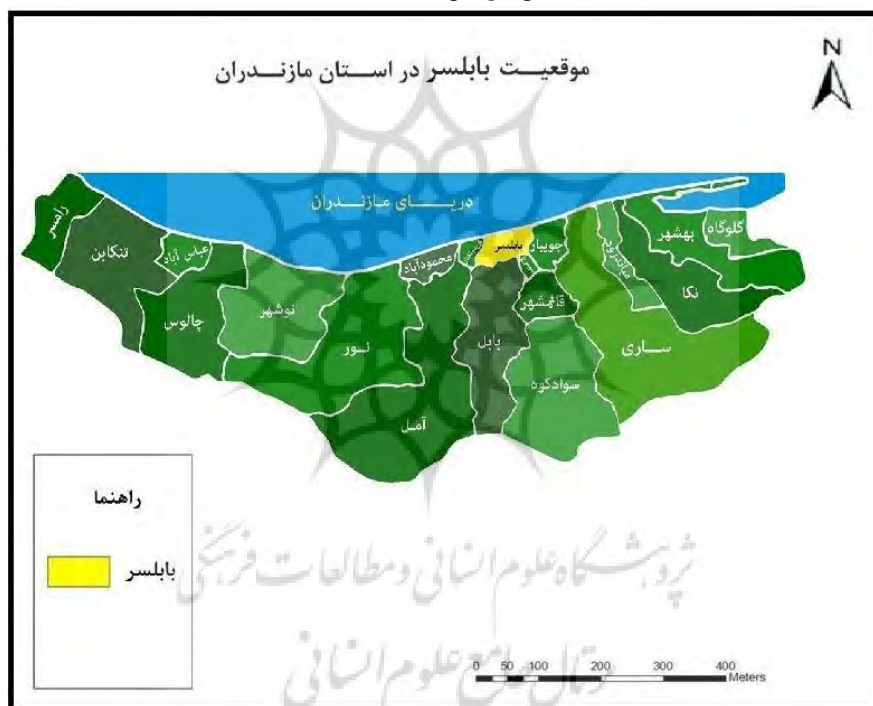 موقعیت بابلسر در استان مازندران
N
دریای مازندران
رامسر
تنکابن
عباس آباد
چالوس
نوشهر
نور
محمودآباد
آمل
بابلسر
بابل
جویبار
قائمشهر
سوادکوه
ساری
میاندرود
نکا
بهشهر
گلوگاه
راهنما
بابلسر
پژوهشگاه علوم انسانی و مطالعات فرهنگی
پرتال جامع علوم انسانی
0 50 100 200 300 400
Meters